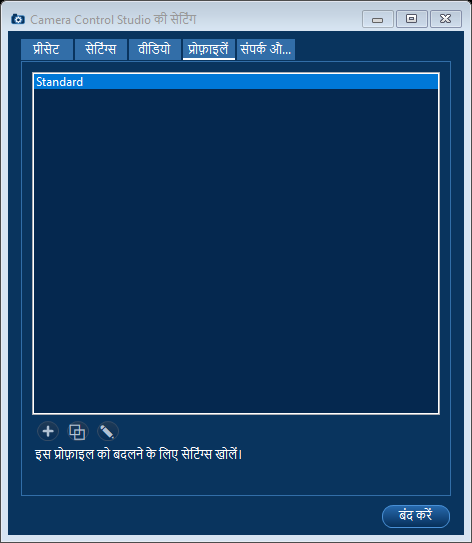 Camera Control Studio की सेटिंग
प्रीसेट सेटिंग्स वीडियो प्रोफ़ाइलें संपर्क औ...
Standard
इस प्रोफ़ाइल को बदलने के लिए सेटिंग्स खोलें।
बंद करें